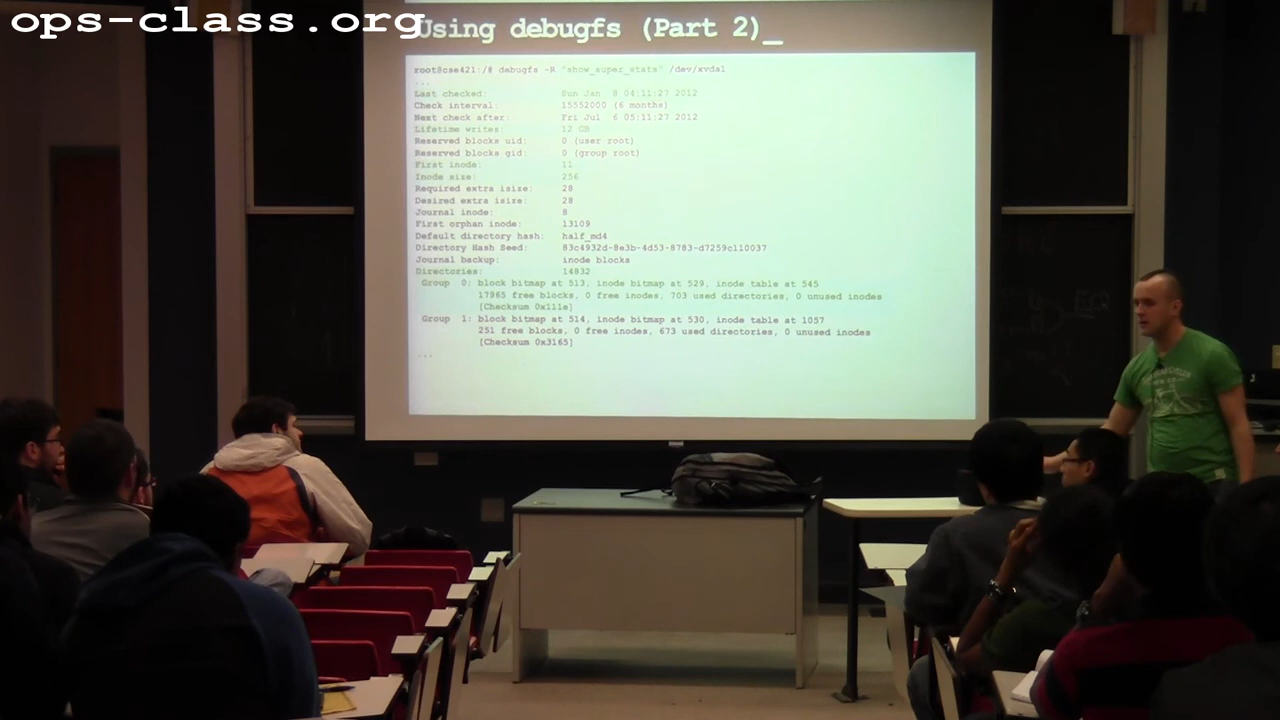 ops-class.org
Using debugfs (Part 2)_
root@cse421:/# debugfs -R "show_super_stats" /dev/xvda1
...
Last checked: Sun Jan 8 04:11:27 2012
Check interval: 15552000 (6 months)
Next check after: Fri Jul 6 05:11:27 2012
Lifetime writes: 12 GB
Reserved blocks uid: 0 (user root)
Reserved blocks gid: 0 (group root)
First inode: 11
Inode size: 256
Required extra isize: 28
Desired extra isize: 28
Journal inode: 8
First orphan inode: 13109
Default directory hash: half_md4
Directory Hash Seed: 83c4932d-8e3b-4d53-8783-d7259c110037
Journal backup: inode blocks
Directories: 14832
Group 0: block bitmap at 513, inode bitmap at 529, inode table at 545
17965 free blocks, 0 free inodes, 703 used directories, 0 unused inodes
[Checksum 0x111e]
Group 1: block bitmap at 514, inode bitmap at 530, inode table at 1057
251 free blocks, 0 free inodes, 673 used directories, 0 unused inodes
[Checksum 0x3165]
...